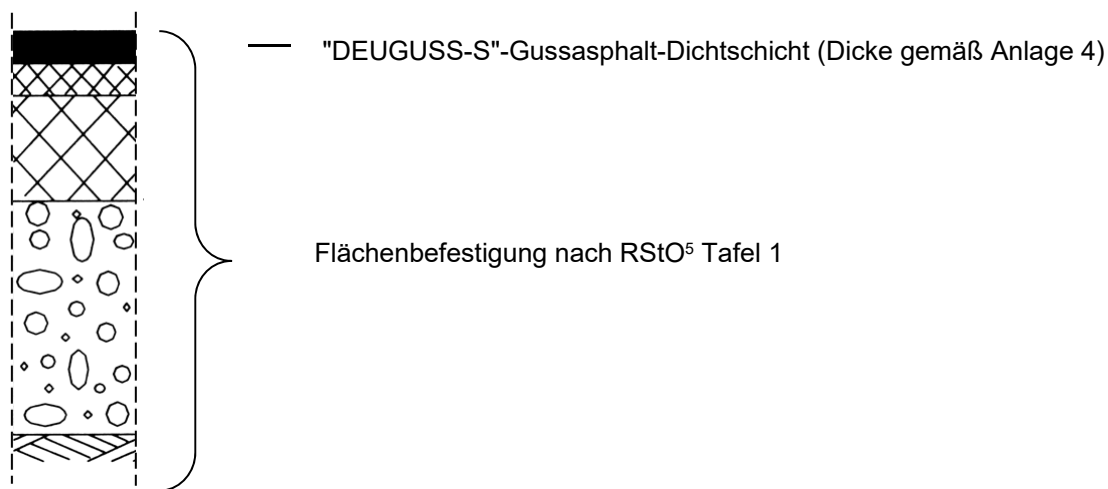 "DEUGUSS-S"-Gussasphalt-Dichtschicht (Dicke gemäß Anlage 4)
Flächenbefestigung nach RStO⁵ Tafel 1